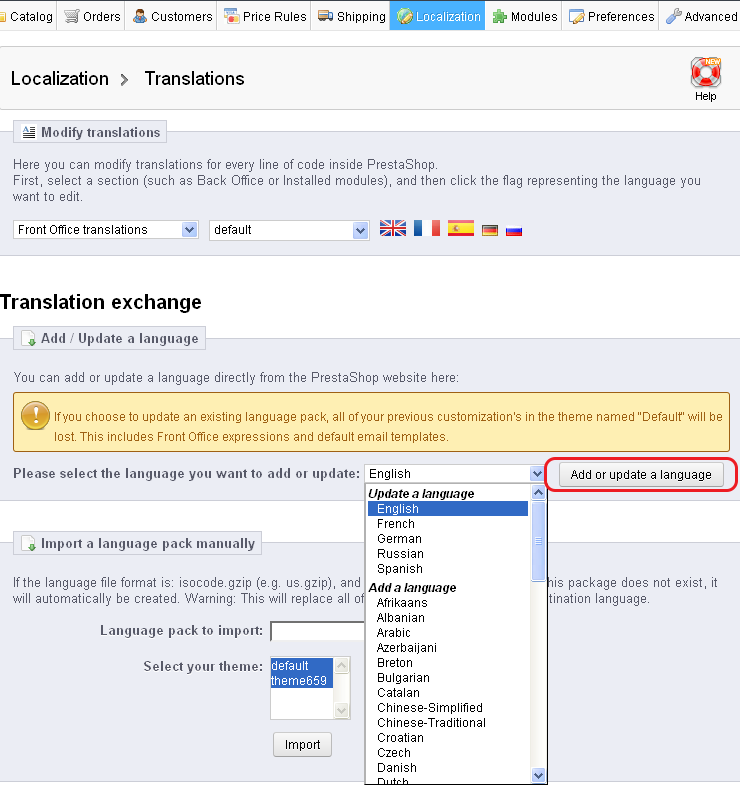 Catalog Orders Customers Price Rules Shipping Localization Modules Preferences Advanced
Localization > Translations
NEW
Help
Modify translations
Here you can modify translations for every line of code inside PrestaShop.
First, select a section (such as Back Office or Installed modules), and then click the flag representing the language you
want to edit.
Front Office translations default
Translation exchange
Add / Update a language
You can add or update a language directly from the PrestaShop website here:
If you choose to update an existing language pack, all of your previous customization's in the theme named "Default" will be
lost. This includes Front Office expressions and default email templates.
Please select the language you want to add or update: English Add or update a language
Update a language
English
French
German
Russian
Spanish
Add a language
Afrikaans
Albanian
Arabic
Azerbaijani
Breton
Bulgarian
Catalan
Chinese-Simplified
Chinese-Traditional
Croatian
Czech
Danish
Dutch
Import a language pack manually
If the language file format is: isocode.gzip (e.g. us.gzip), and his package does not exist, it
will automatically be created. Warning: This will replace all of tination language.
Language pack to import:
Select your theme: default
theme659
Import